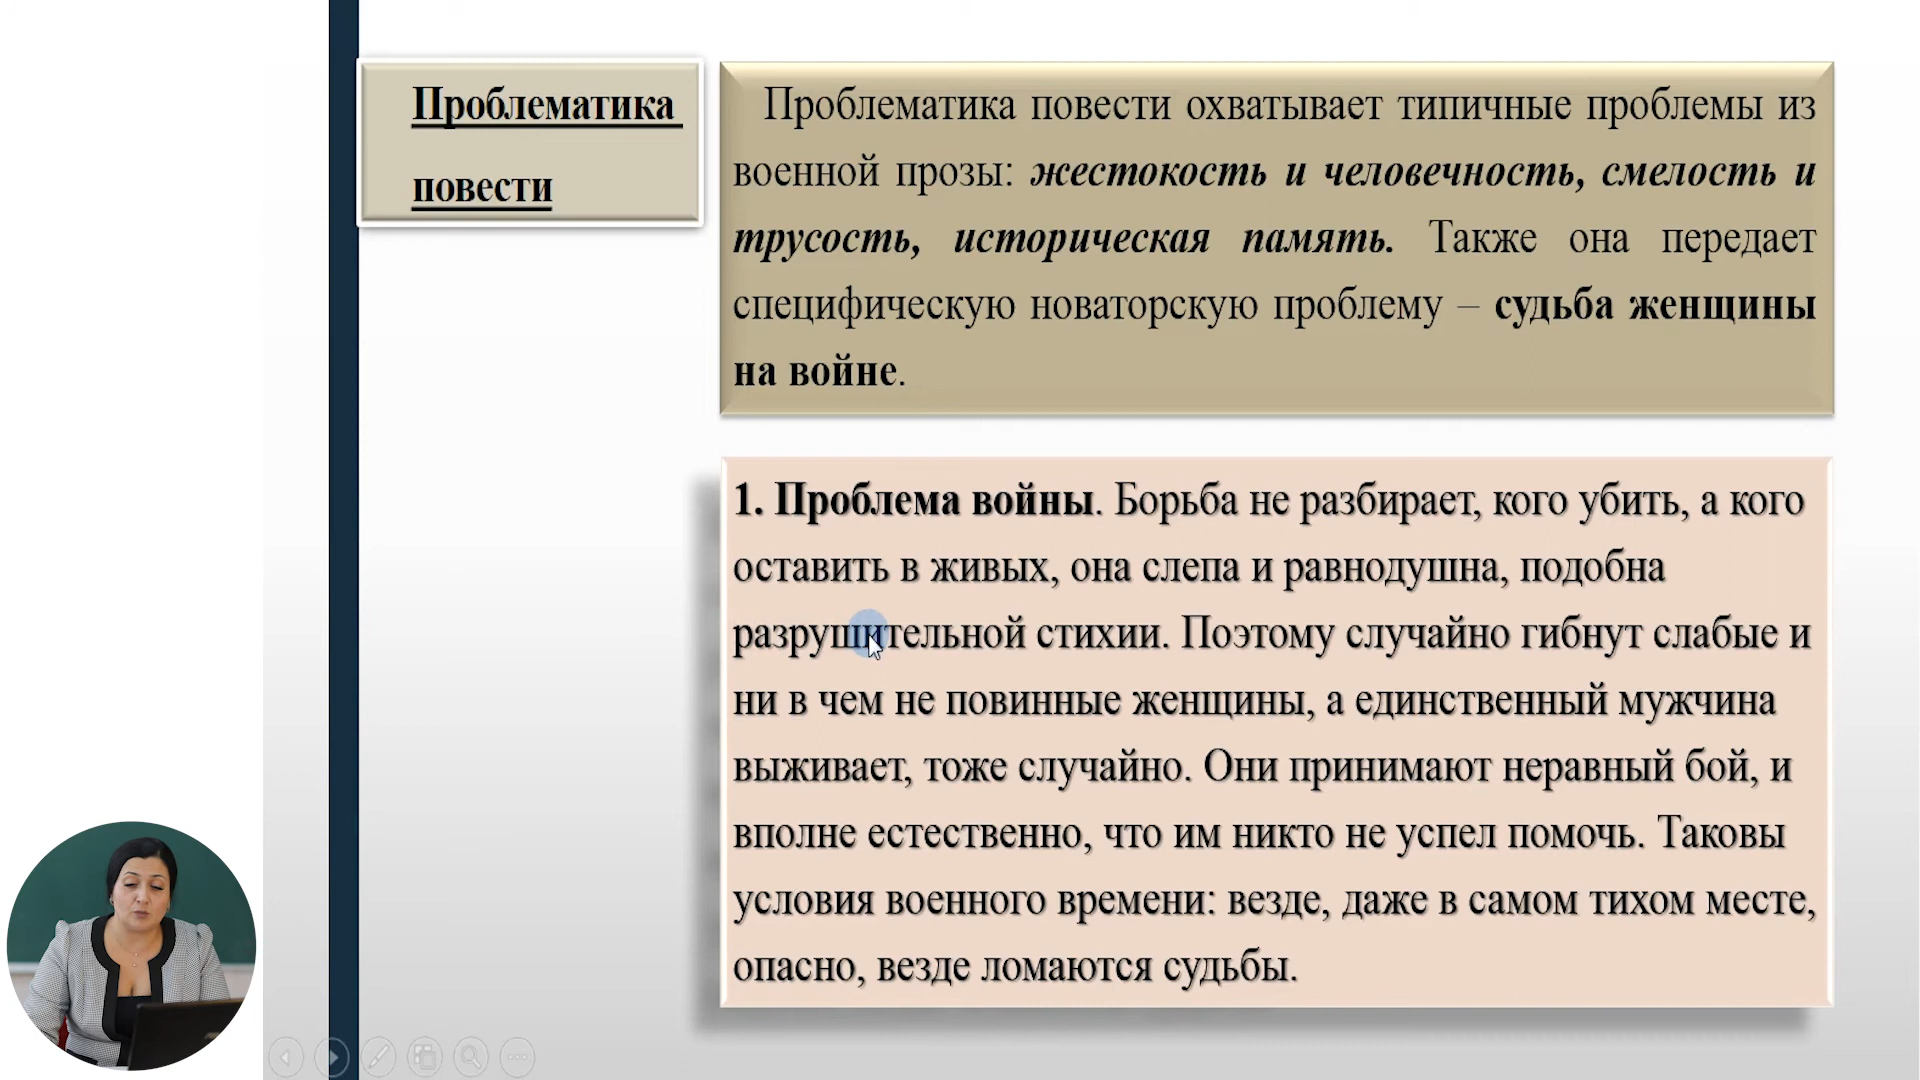 Проблематика
повести
Проблематика повести охватывает типичные проблемы из
военной прозы: жестокость и человечность, смелость и
трусость, историческая память. Также она передает
специфическую новаторскую проблему – судьба женщины
на войне.
1. Проблема войны. Борьба не разбирает, кого убить, а кого
оставить в живых, она слепа и равнодушна, подобна
разрушительной стихии. Поэтому случайно гибнут слабые и
ни в чем не повинные женщины, а единственный мужчина
выживает, тоже случайно. Они принимают неравный бой, и
вполне естественно, что им никто не успел помочь. Таковы
условия военного времени: везде, даже в самом тихом месте,
опасно, везде ломаются судьбы.